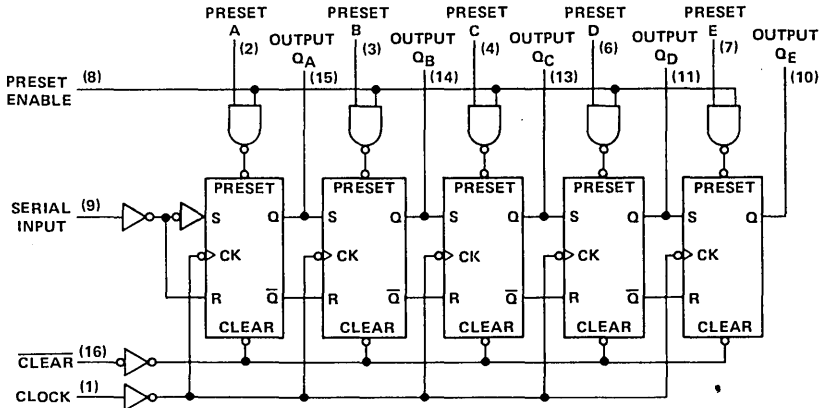 PRESET A (2)
OUTPUT QA (15)
PRESET B (3)
OUTPUT QB (14)
PRESET C (4)
OUTPUT QC (13)
PRESET D (6)
OUTPUT QD (11)
PRESET E (7)
OUTPUT QE (10)
PRESET ENABLE (8)
PRESET PRESET PRESET PRESET PRESET
SERIAL INPUT (9)
S Q S Q S Q S Q S Q
CK CK CK CK CK
R Q̅ R Q̅ R Q̅ R Q̅ R
CLEAR CLEAR CLEAR CLEAR CLEAR
C̅L̅E̅A̅R̅ (16)
CLOCK (1)